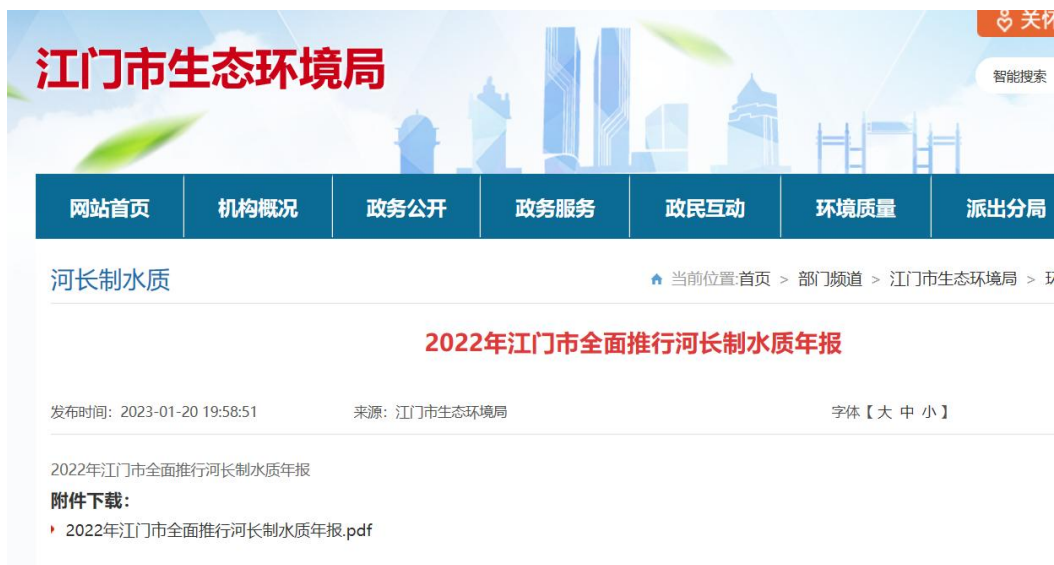 关怀
江门市生态环境局
智能搜索
网站首页 机构概况 政务公开 政务服务 政民互动 环境质量 派出分局
河长制水质
当前位置:首页 > 部门频道 > 江门市生态环境局 >
2022年江门市全面推行河长制水质年报
发布时间：2023-01-20 19:58:51 来源：江门市生态环境局 字体【大 中 小】
2022年江门市全面推行河长制水质年报
附件下载：
2022年江门市全面推行河长制水质年报.pdf